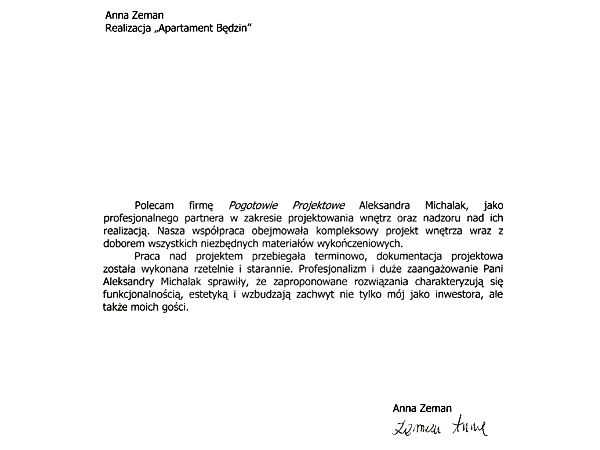 Anna Zeman
Realizacja „Apartament Będzin”
Polecam firmę Pogotowie Projektowe Aleksandra Michalak, jako
profesjonalnego partnera w zakresie projektowania wnętrz oraz nadzoru nad ich
realizacją. Nasza współpraca obejmowała kompleksowy projekt wnętrza wraz z
doborem wszystkich niezbędnych materiałów wykończeniowych.
Praca nad projektem przebiegała terminowo, dokumentacja projektowa
została wykonana rzetelnie i starannie. Profesjonalizm i duże zaangażowanie Pani
Aleksandry Michalak sprawiły, że zaproponowane rozwiązania charakteryzują się
funkcjonalnością, estetyką i wzbudzają zachwyt nie tylko mój jako inwestora, ale
także moich gości.
Anna Zeman
Zeman Anna